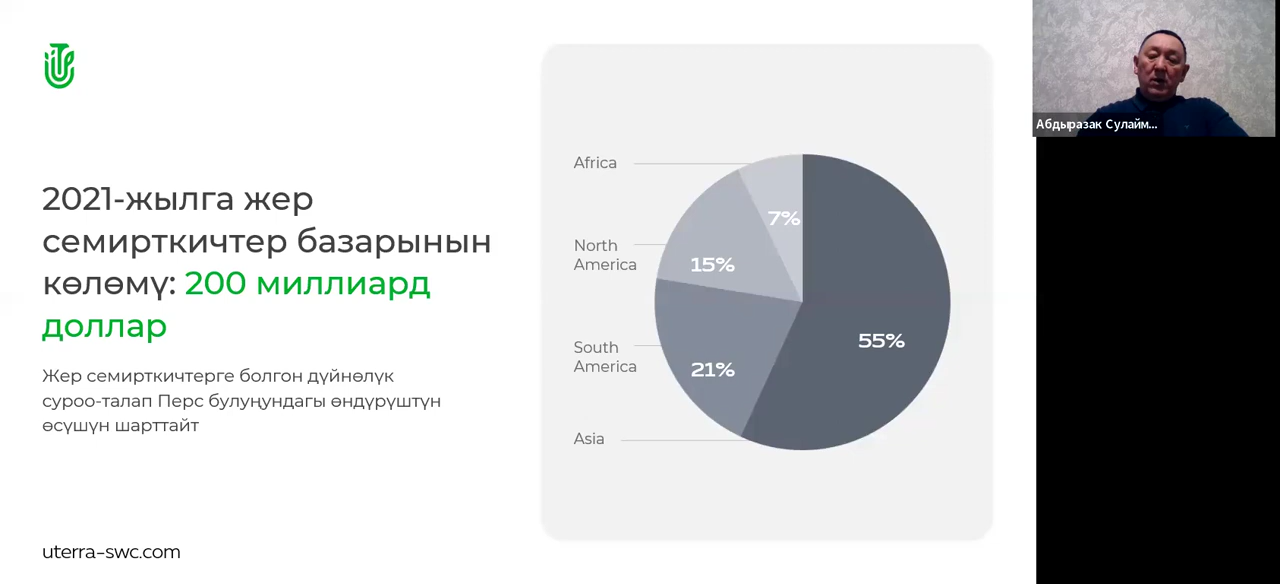 2021-жылга жер
семирткичтер базарынын
көлөмү: 200 миллиард
доллар
Жер семирткичтерге болгон дүйнөлүк
суроо-талап Перс булуңундагы өндүрүштүн
өсүшүн шарттайт
uterra-swc.com
Africa
7%
North
America
15%
South
America
21%
55%
Asia
Абдыразак Сулайм...